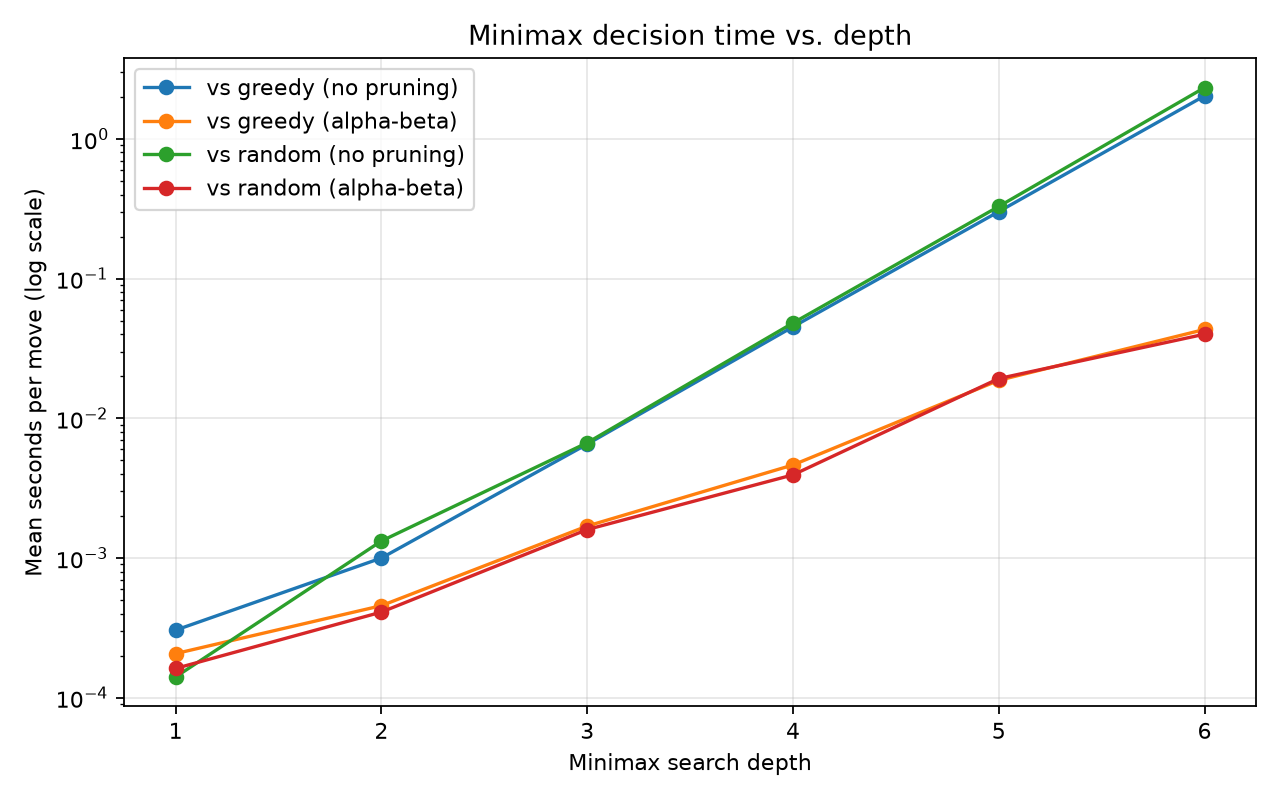 Minimax decision time vs. depth
vs greedy (no pruning)
vs greedy (alpha-beta)
vs random (no pruning)
vs random (alpha-beta)
Mean seconds per move (log scale)
10⁰
10⁻¹
10⁻²
10⁻³
10⁻⁴
1 2 3 4 5 6
Minimax search depth